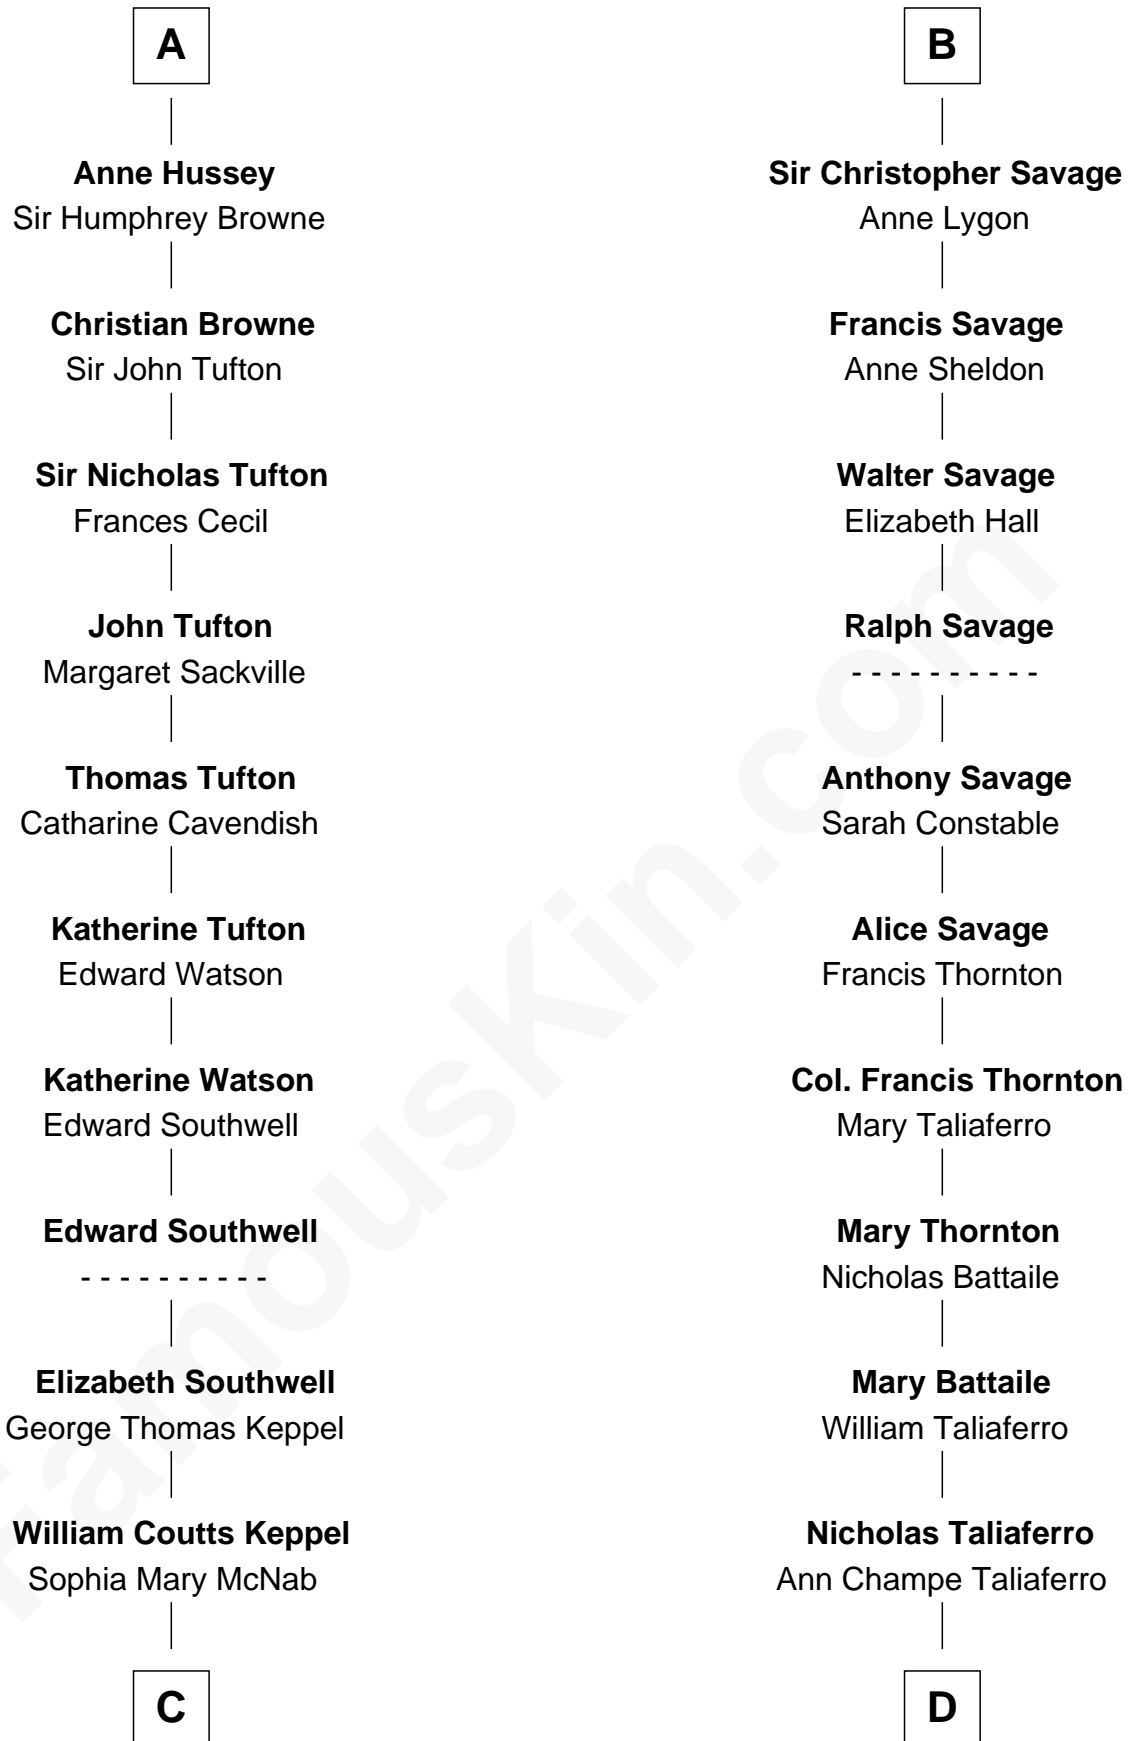 A
Anne Hussey
Sir Humphrey Browne
Christian Browne
Sir John Tufton
Sir Nicholas Tufton
Frances Cecil
John Tufton
Margaret Sackville
Thomas Tufton
Catharine Cavendish
Katherine Tufton
Edward Watson
Katherine Watson
Edward Southwell
Edward Southwell
- - - - - - - - - -
Elizabeth Southwell
George Thomas Keppel
William Coutts Keppel
Sophia Mary McNab
C
B
Sir Christopher Savage
Anne Lygon
Francis Savage
Anne Sheldon
Walter Savage
Elizabeth Hall
Ralph Savage
- - - - - - - - - -
Anthony Savage
Sarah Constable
Alice Savage
Francis Thornton
Col. Francis Thornton
Mary Taliaferro
Mary Thornton
Nicholas Battaile
Mary Battaile
William Taliaferro
Nicholas Taliaferro
Ann Champe Taliaferro
D
FamousKin.com